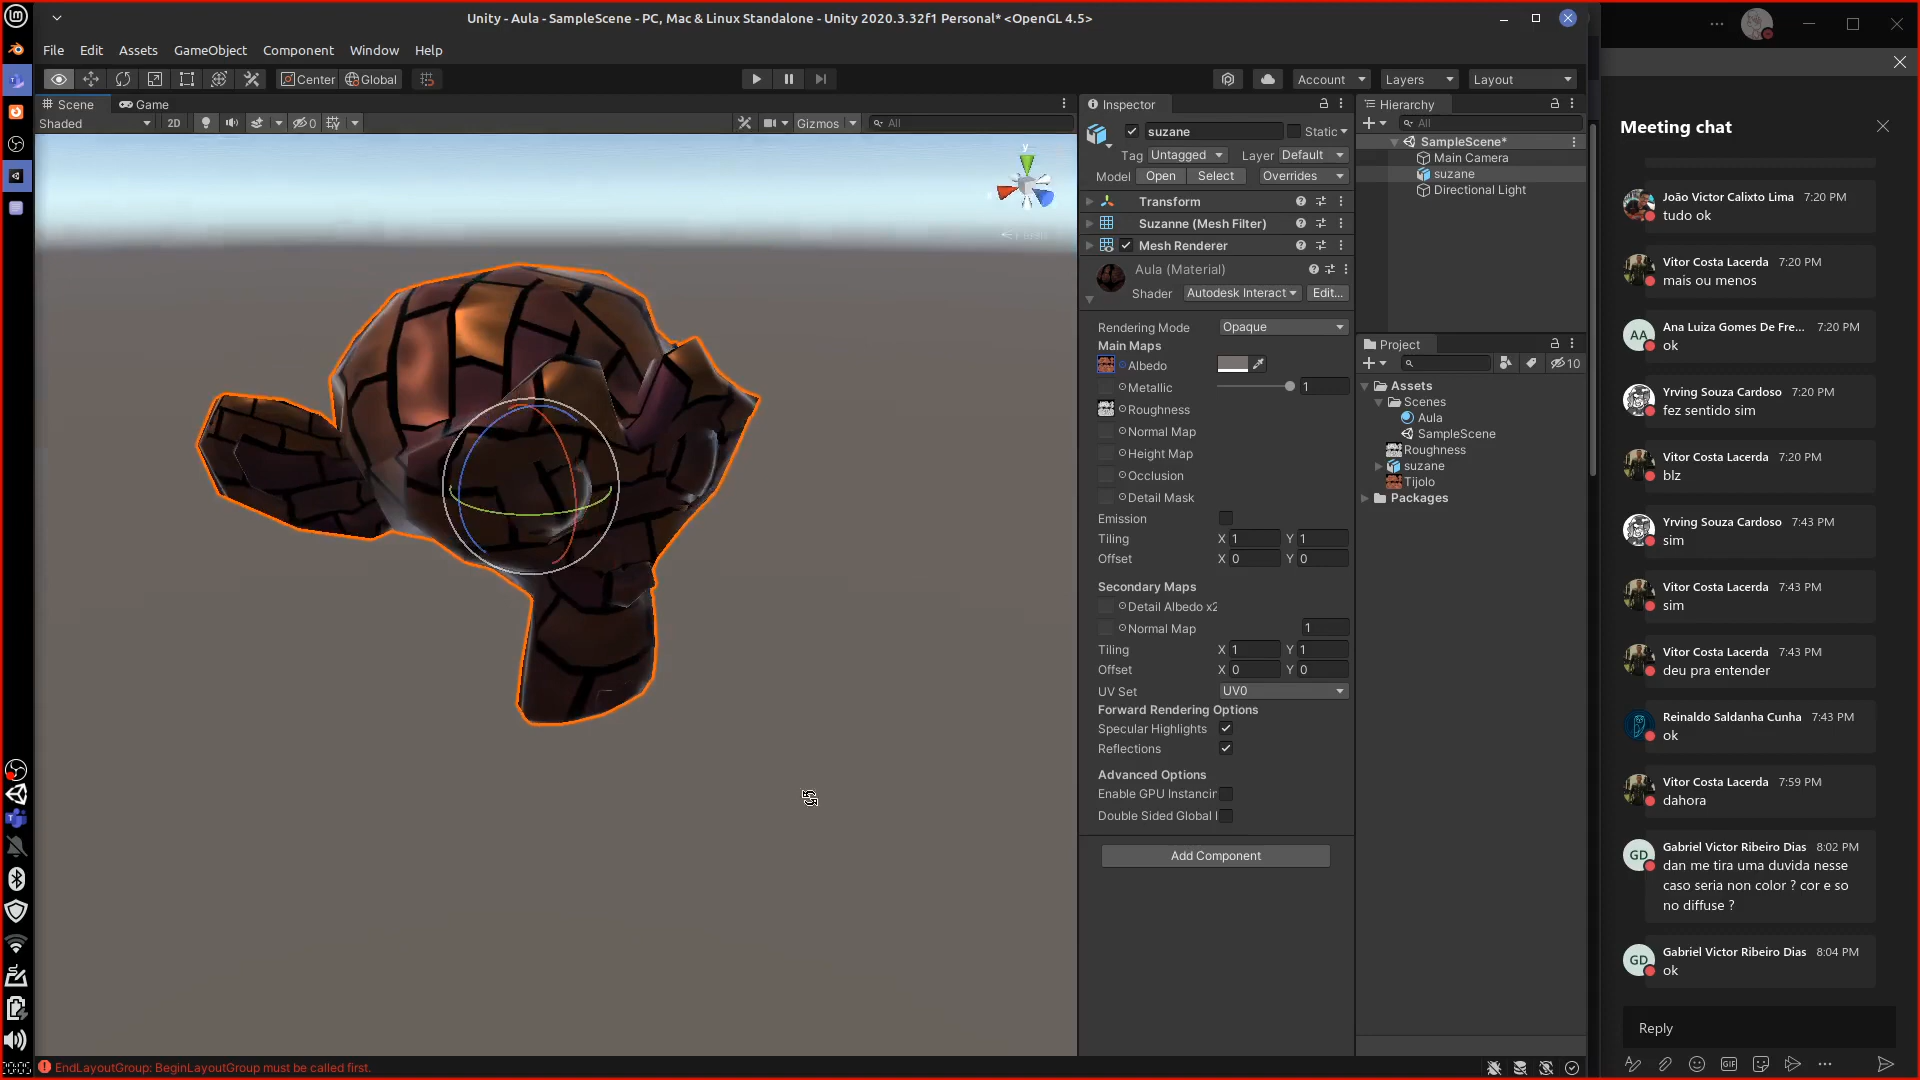 Unity - Aula - SampleScene - PC, Mac & Linux Standalone - Unity 2020.3.32f1 Personal* <OpenGL 4.5>
File Edit Assets GameObject Component Window Help
Center Global Account Layers Layout
Scene Game
Shaded 2D 0 Gizmos All
y
x
Inspector
suzane Static
Tag Untagged Layer Default
Model Open Select Overrides
Transform
Suzanne (Mesh Filter)
Mesh Renderer
Aula (Material)
Shader Autodesk Interact Edit...
Rendering Mode Opaque
Main Maps
Albedo
Metallic 1
Roughness
Normal Map
Height Map
Occlusion
Detail Mask
Emission
Tiling X 1 Y 1
Offset X 0 Y 0
Secondary Maps
Detail Albedo x2
Normal Map 1
Tiling X 1 Y 1
Offset X 0 Y 0
UV Set UV0
Forward Rendering Options
Specular Highlights
Reflections
Advanced Options
Enable GPU Instancin
Double Sided Global I
Add Component
Hierarchy
All
SampleScene*
Main Camera
suzane
Directional Light
Project
10
Assets
Scenes
Aula
SampleScene
Roughness
suzane
Tijolo
Packages
EndLayoutGroup: BeginLayoutGroup must be called first.
Meeting chat
João Victor Calixto Lima 7:20 PM
tudo ok
Vitor Costa Lacerda 7:20 PM
mais ou menos
AA
Ana Luiza Gomes De Fre... 7:20 PM
ok
Yrving Souza Cardoso 7:20 PM
fez sentido sim
Vitor Costa Lacerda 7:20 PM
blz
Yrving Souza Cardoso 7:43 PM
sim
Vitor Costa Lacerda 7:43 PM
sim
Vitor Costa Lacerda 7:43 PM
deu pra entender
Reinaldo Saldanha Cunha 7:43 PM
ok
Vitor Costa Lacerda 7:59 PM
dahora
GD
Gabriel Victor Ribeiro Dias 8:02 PM
dan me tira uma duvida nesse
caso seria non color ? cor e so
no diffuse ?
GD
Gabriel Victor Ribeiro Dias 8:04 PM
ok
Reply
GIF